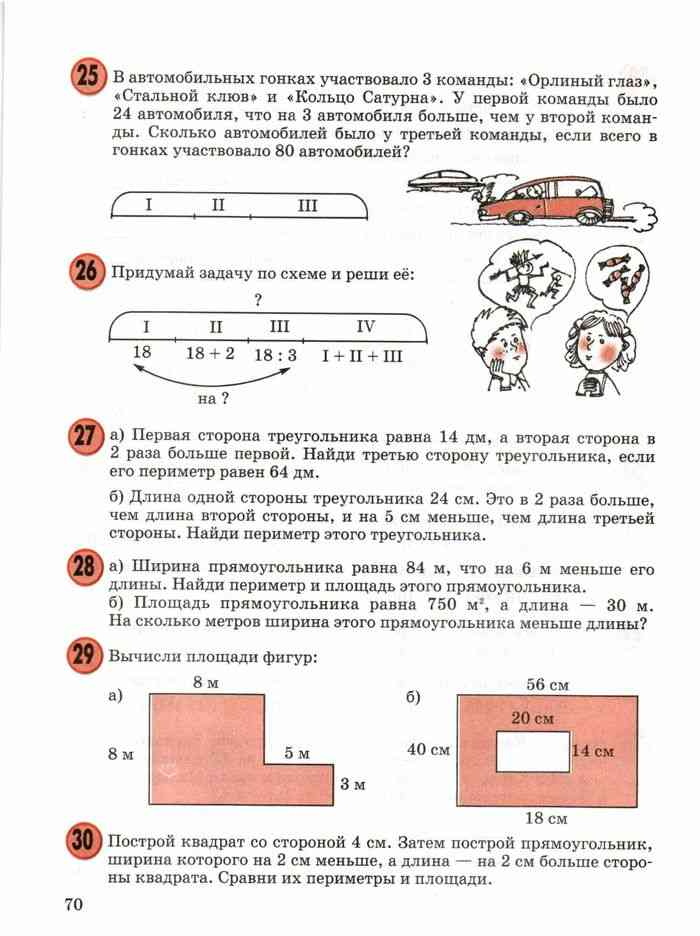 25 В автомобильных гонках участвовало 3 команды: «Орлиный глаз»,
«Стальной клюв» и «Кольцо Сатурна». У первой команды было
24 автомобиля, что на 3 автомобиля больше, чем у второй коман-
ды. Сколько автомобилей было у третьей команды, если всего в
гонках участвовало 80 автомобилей?
I II III
26 Придумай задачу по схеме и реши её:
?
I II III IV
18 18 + 2 18 : 3 I + II + III
на ?
27 а) Первая сторона треугольника равна 14 дм, а вторая сторона в
2 раза больше первой. Найди третью сторону треугольника, если
его периметр равен 64 дм.
б) Длина одной стороны треугольника 24 см. Это в 2 раза больше,
чем длина второй стороны, и на 5 см меньше, чем длина третьей
стороны. Найди периметр этого треугольника.
28 а) Ширина прямоугольника равна 84 м, что на 6 м меньше его
длины. Найди периметр и площадь этого прямоугольника.
б) Площадь прямоугольника равна 750 м², а длина — 30 м.
На сколько метров ширина этого прямоугольника меньше длины?
29 Вычисли площади фигур:
а) 8 м
8 м 5 м
3 м
б) 56 см
20 см
40 см 14 см
18 см
30 Построй квадрат со стороной 4 см. Затем построй прямоугольник,
ширина которого на 2 см меньше, а длина — на 2 см больше сторо-
ны квадрата. Сравни их периметры и площади.
70